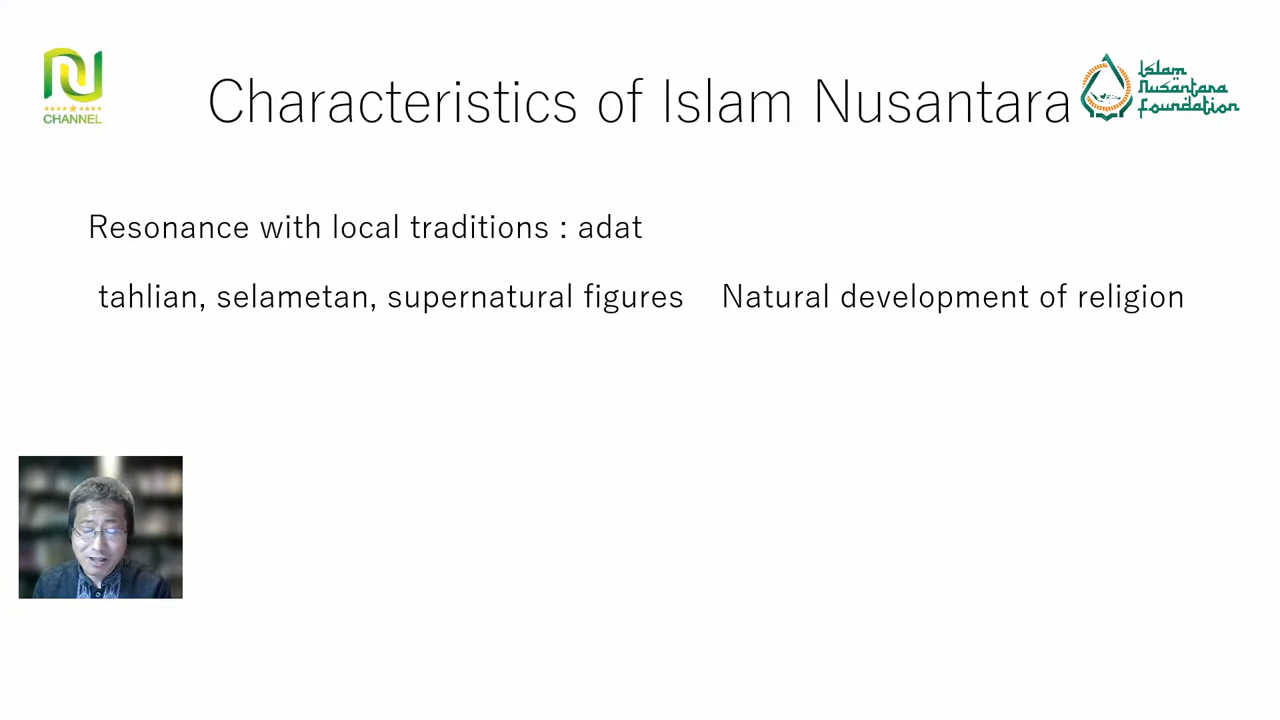 CHANNEL
Characteristics of Islam Nusantara
Islam
Nusantara
foundation
Resonance with local traditions : adat
tahlian, selametan, supernatural figures Natural development of religion